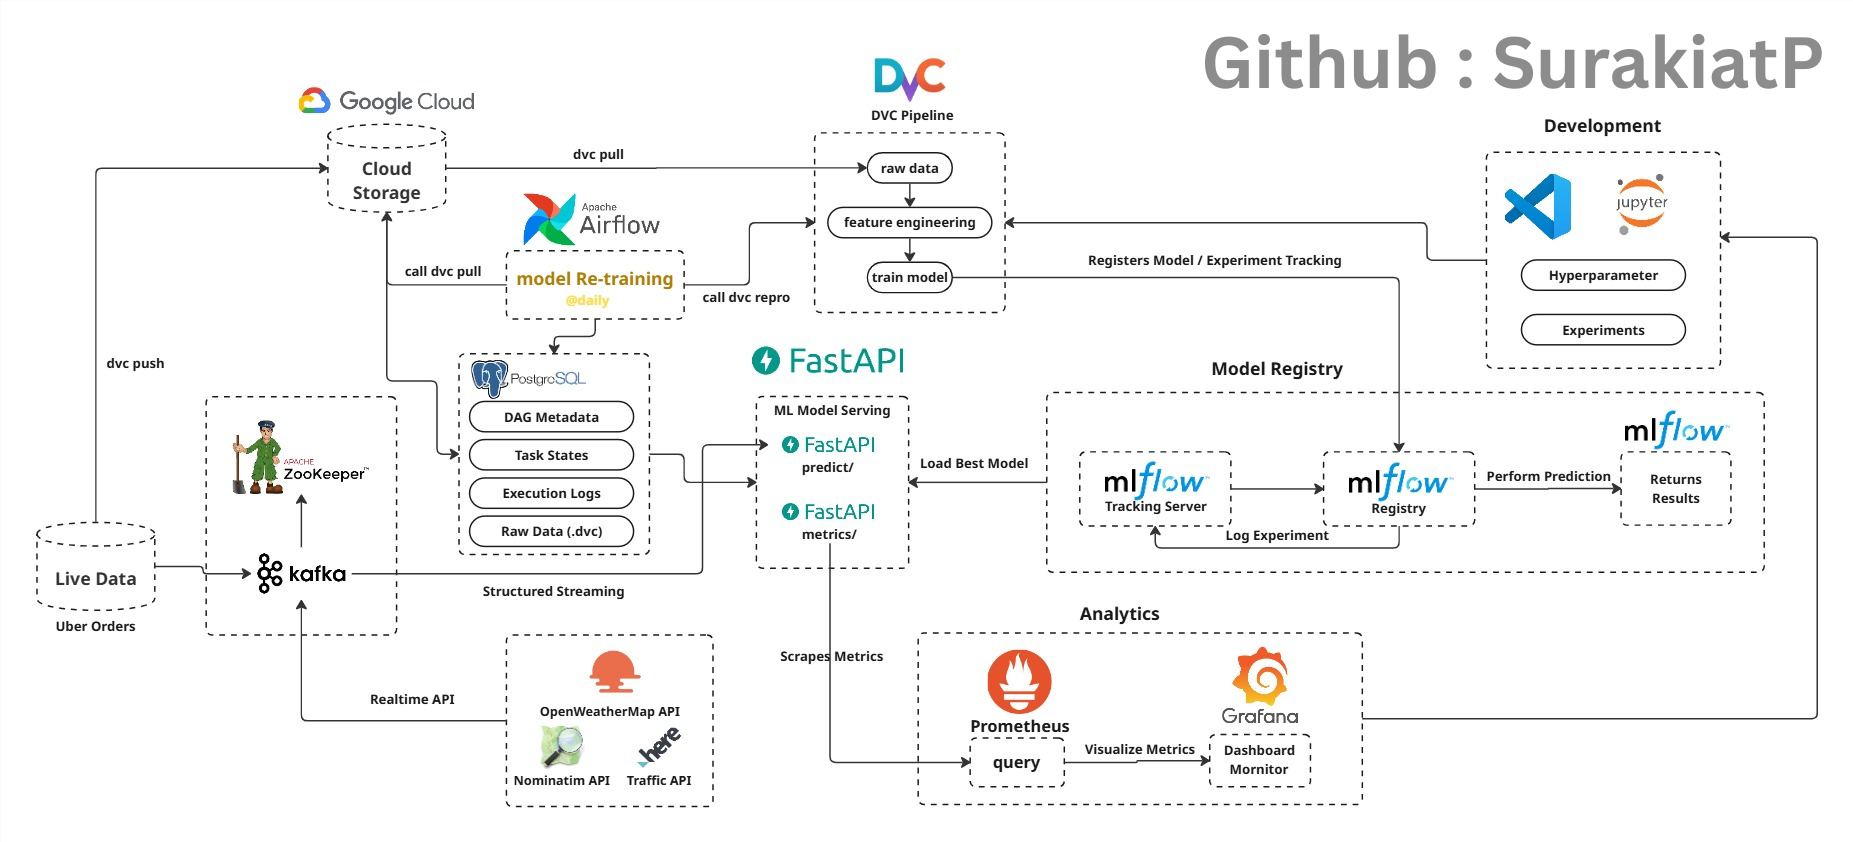 Github : SurakiatP
Google Cloud
Cloud
Storage
dvc pull
DVC
DVC Pipeline
raw data
feature engineering
train model
Development
jupyter
Hyperparameter
Experiments
Apache
Airflow
model Re-training
@daily
call dvc pull
call dvc repro
Registers Model / Experiment Tracking
dvc push
PostgreSQL
DAG Metadata
Task States
Execution Logs
Raw Data (.dvc)
FastAPI
ML Model Serving
FastAPI
predict/
FastAPI
metrics/
Load Best Model
Model Registry
mlflow™
Tracking Server
mlflow™
Registry
Log Experiment
Perform Prediction
mlflow™
Returns
Results
APACHE
ZooKeeper™
kafka
Live Data
Uber Orders
Structured Streaming
Realtime API
OpenWeatherMap API
Nominatim API
here
Traffic API
Scrapes Metrics
Analytics
Prometheus
query
Visualize Metrics
Grafana
Dashboard
Mornitor